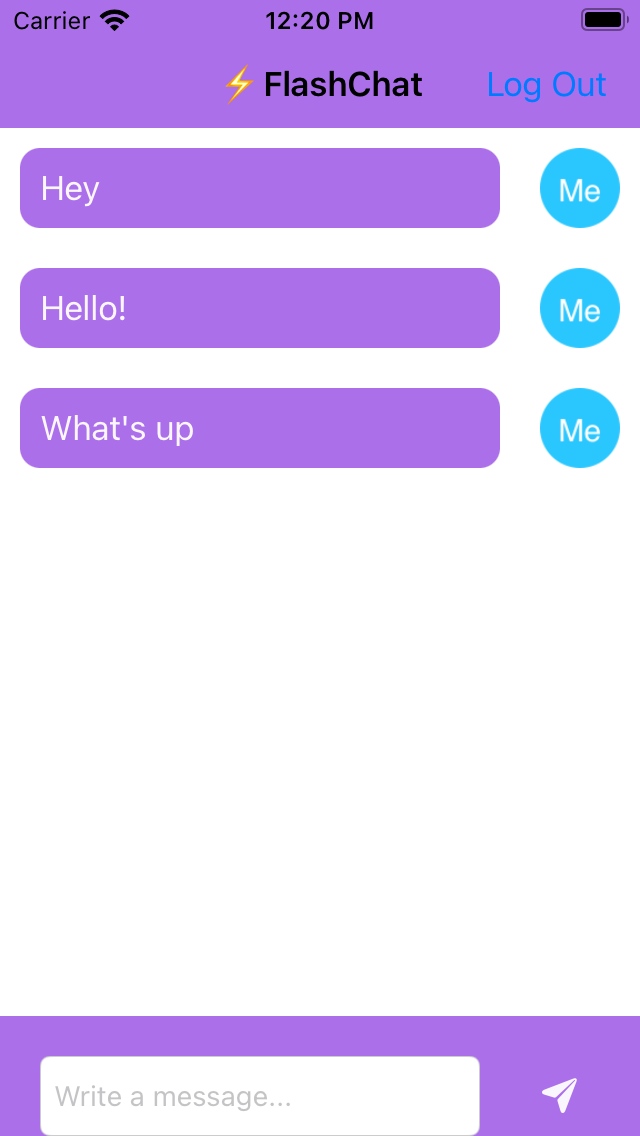 Carrier 12:20 PM
⚡️FlashChat Log Out
Hey Me
Hello! Me
What's up Me
Write a message...